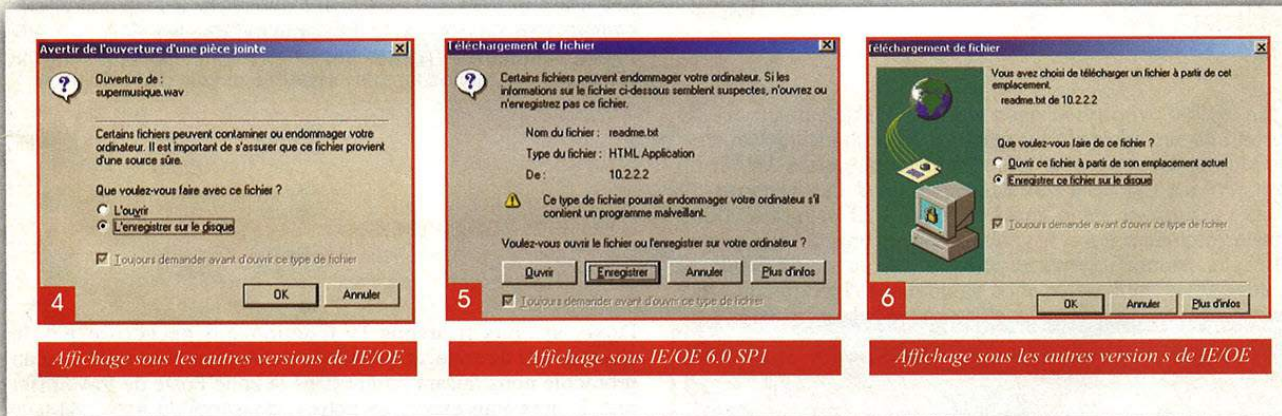 Avertir de l'ouverture d'une pièce jointe
Ouverture de :
supermusique.wav
Certains fichiers peuvent contaminer ou endommager votre
ordinateur. Il est important de s'assurer que ce fichier provient
d'une source sûre.
Que voulez-vous faire avec ce fichier ?
L'ouvrir
L'enregistrer sur le disque
Toujours demander avant d'ouvrir ce type de fichier
OK
Annuler
4
Affichage sous les autres versions de IE/OE
Téléchargement de fichier
Certains fichiers peuvent endommager votre ordinateur. Si les
informations sur le fichier ci-dessous semblent suspectes, n'ouvrez ou
n'enregistrez pas ce fichier.
Nom du fichier : readme.txt
Type du fichier : HTML Application
De : 10.2.2.2
Ce type de fichier pourrait endommager votre ordinateur s'il
contient un programme malveillant.
Voulez-vous ouvrir le fichier ou l'enregistrer sur votre ordinateur ?
Ouvrir
Enregistrer
Annuler
Plus d'infos
Toujours demander avant d'ouvrir ce type de fichier
5
Affichage sous IE/OE 6.0 SP1
Téléchargement de fichier
Vous avez choisi de télécharger un fichier à partir de cet
emplacement.
readme.txt de 10.2.2.2
Que voulez-vous faire de ce fichier ?
Ouvrir ce fichier à partir de son emplacement actuel
Enregistrer ce fichier sur le disque
Toujours demander avant d'ouvrir ce type de fichier
OK
Annuler
Plus d'infos
6
Affichage sous les autres version s de IE/OE